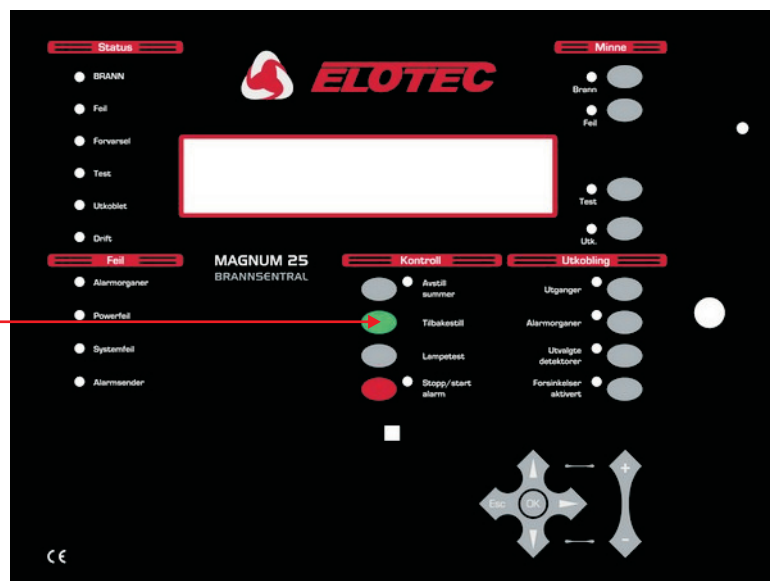 Status
BRANN
Feil
Forvarsel
Test
Utkoblet
Drift
ELOTEC
Minne
Brann
Feil
Test
Utk.
Feil
Alarmorganer
Powerfeil
Systemfeil
Alarmsender
MAGNUM 25
BRANNSENTRAL
Kontroll
Avstill
summer
Tilbakestill
Lampetest
Stopp/start
alarm
Utkobling
Utganger
Alarmorganer
Utvalgte
detektorer
Forsinkelser
aktivert
Esc
OK
+
-
CE